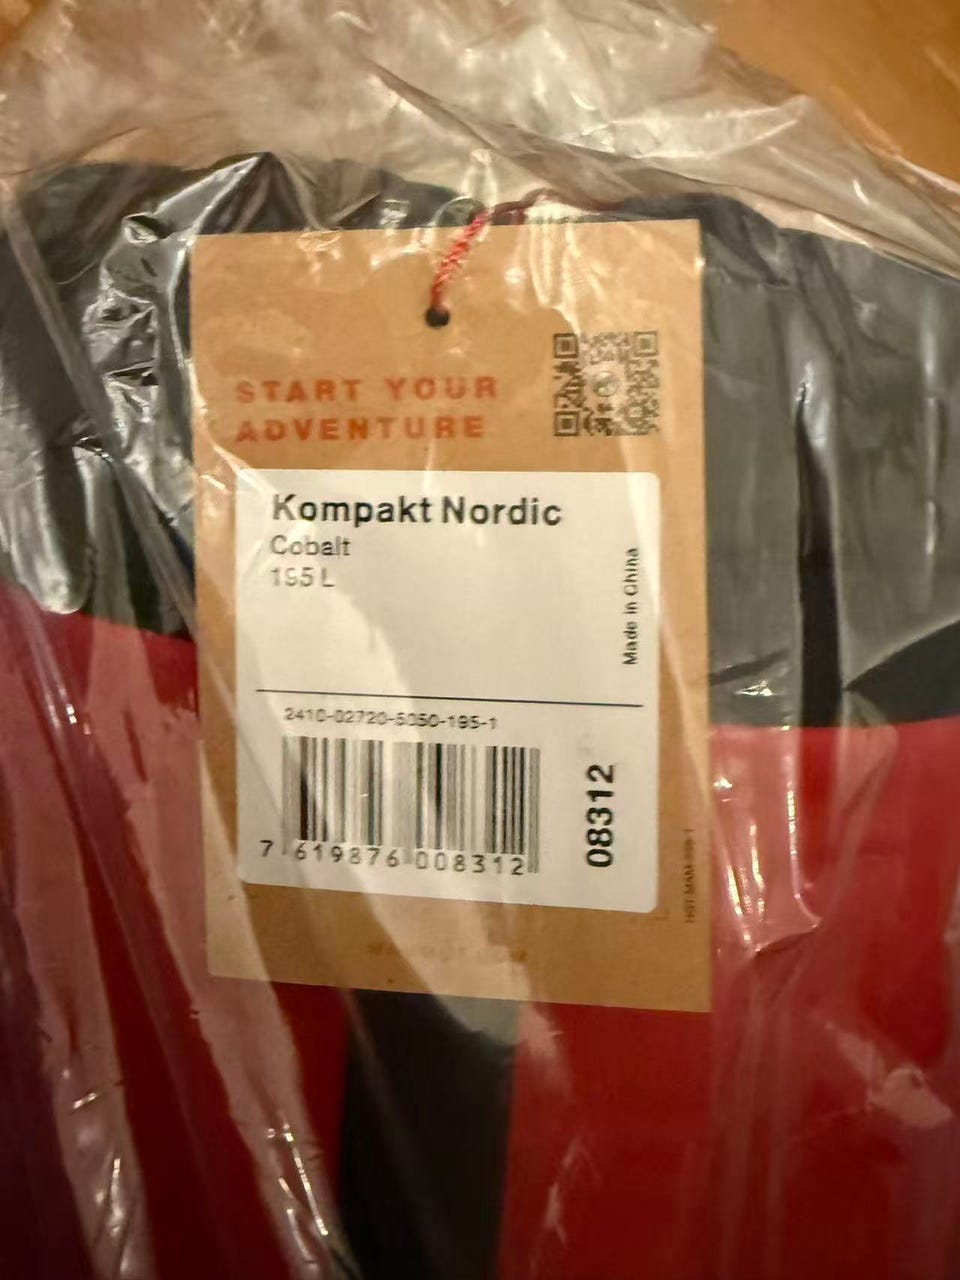 START YOUR
ADVENTURE
Kompakt Nordic
Cobalt
195 L
Made in China
2410-02720-5050-195-1
7 619876 008312
08312